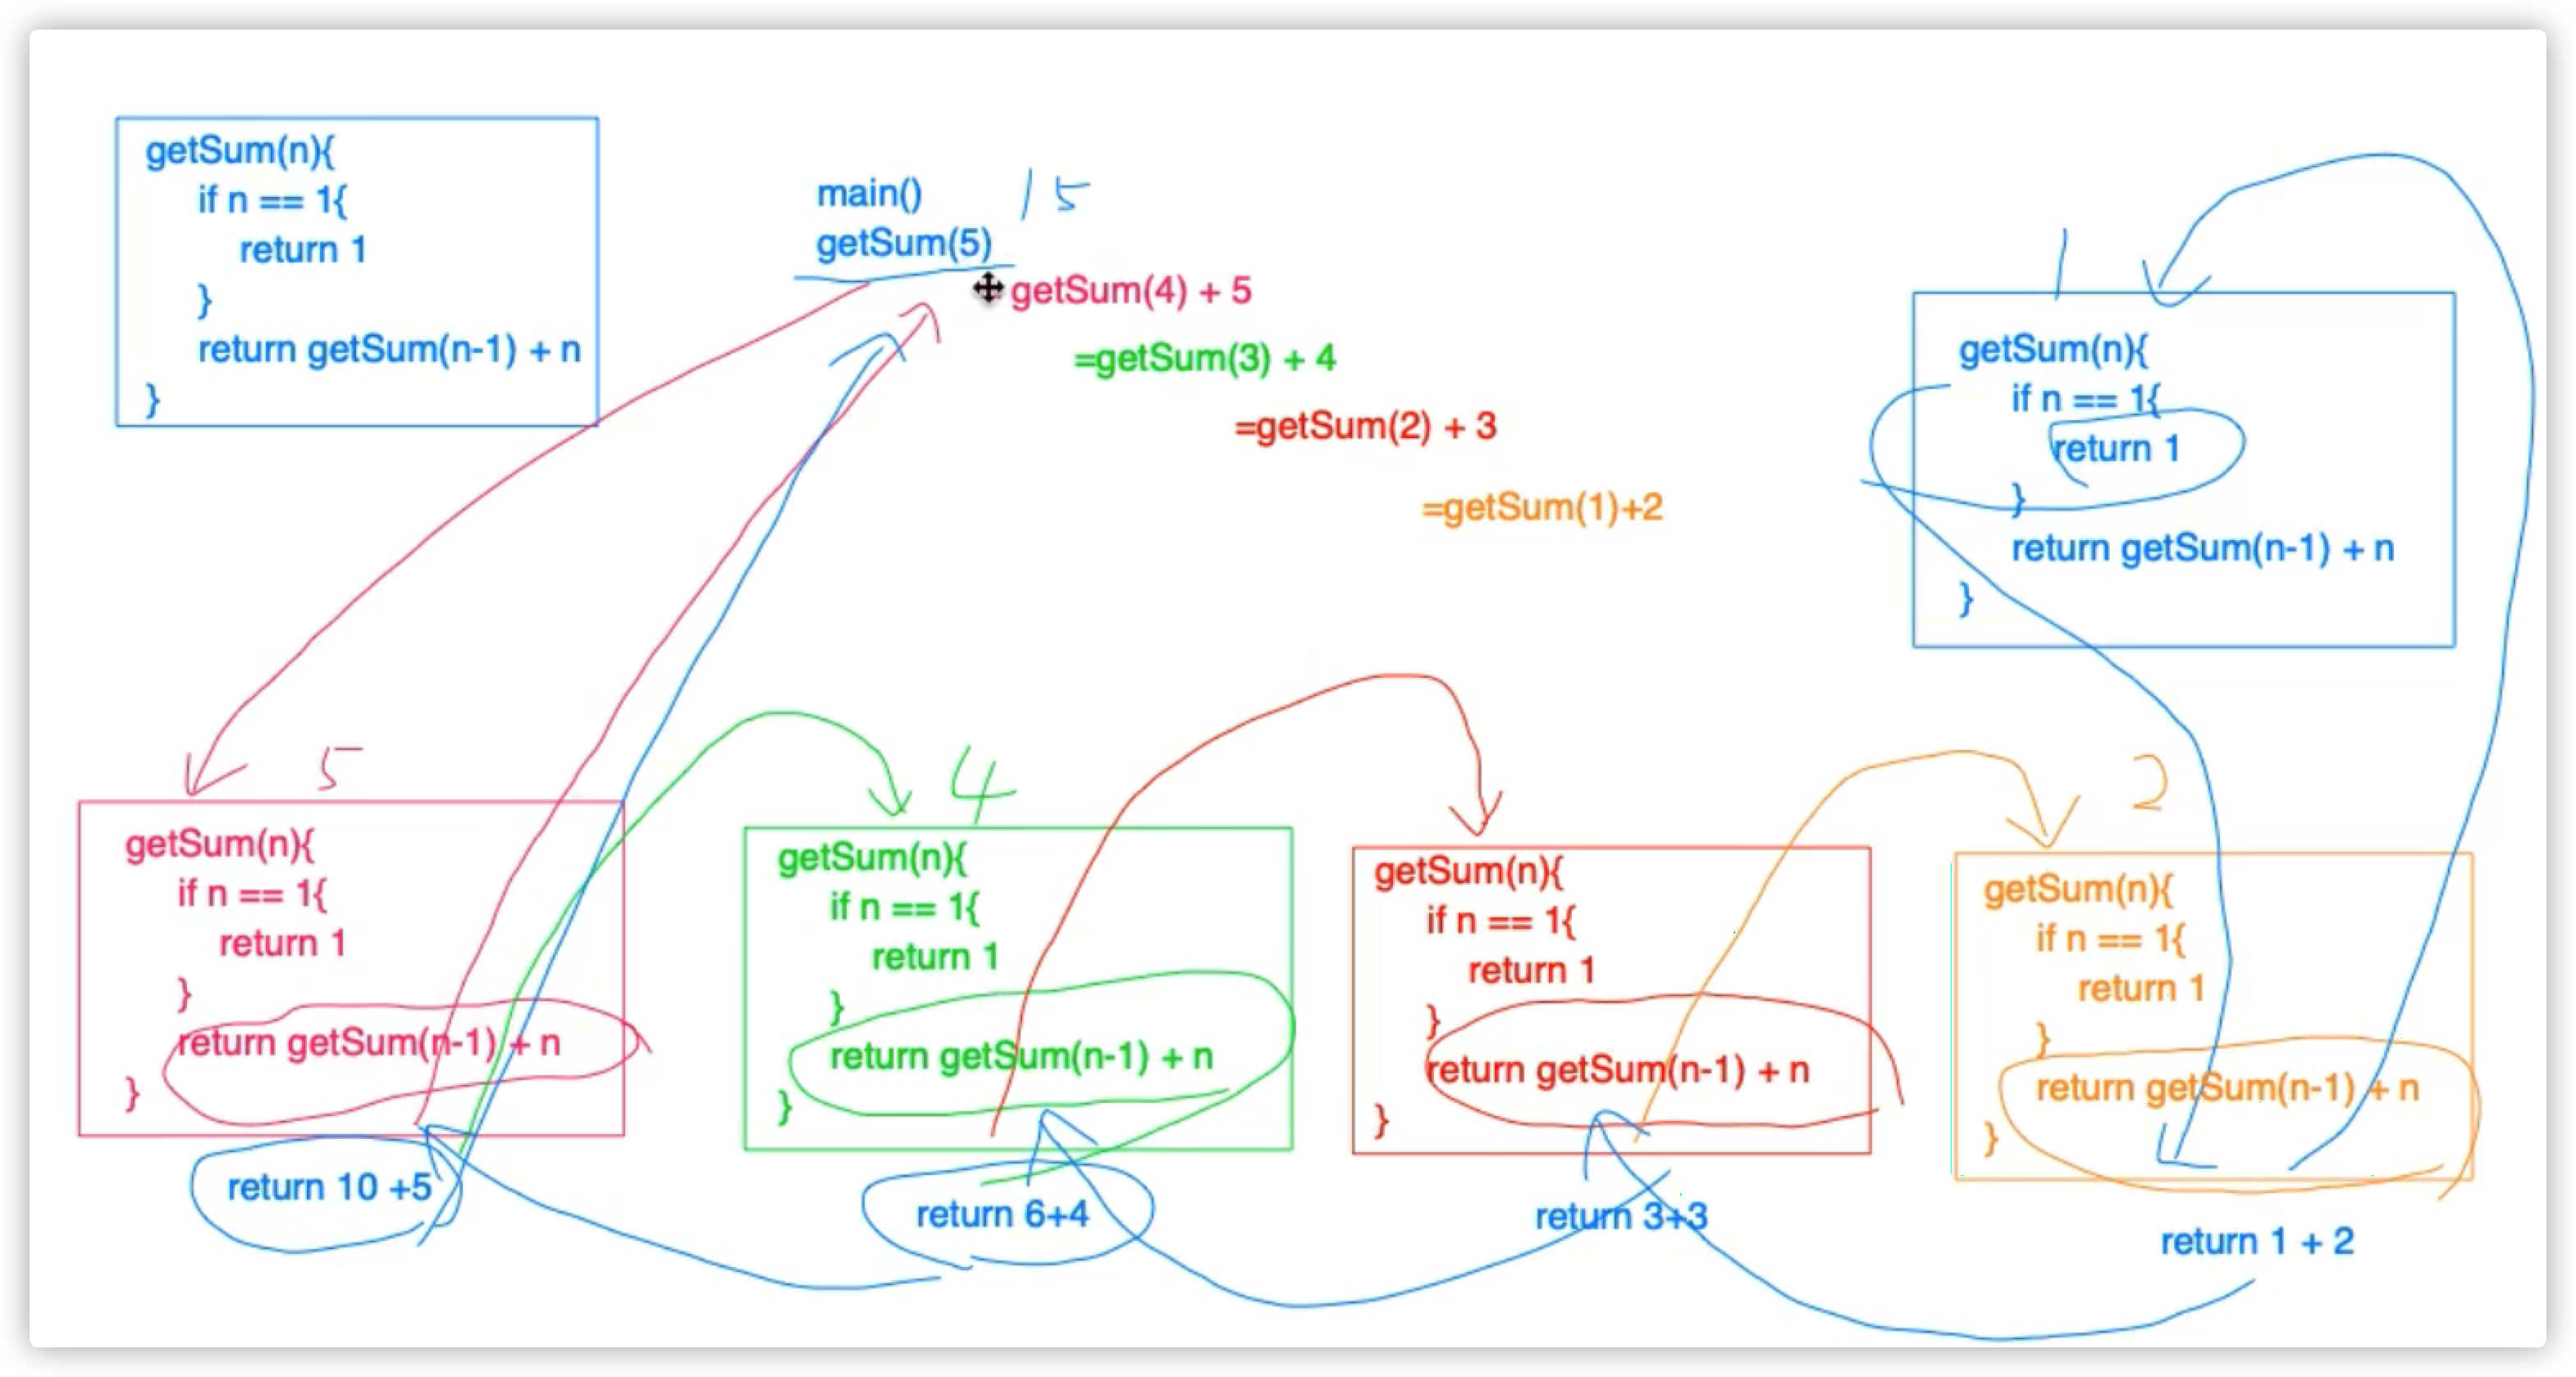 getSum(n){
if n == 1{
return 1
}
return getSum(n-1) + n
}
main()
15
getSum(5)
getSum(4) + 5
=getSum(3) + 4
=getSum(2) + 3
=getSum(1)+2
1
getSum(n){
if n == 1{
return 1
}
return getSum(n-1) + n
}
5
getSum(n){
if n == 1{
return 1
}
return getSum(n-1) + n
}
return 10 +5
4
getSum(n){
if n == 1{
return 1
}
return getSum(n-1) + n
}
return 6+4
getSum(n){
if n == 1{
return 1
}
return getSum(n-1) + n
}
return 3+3
2
getSum(n){
if n == 1{
return 1
}
return getSum(n-1) + n
}
return 1 + 2